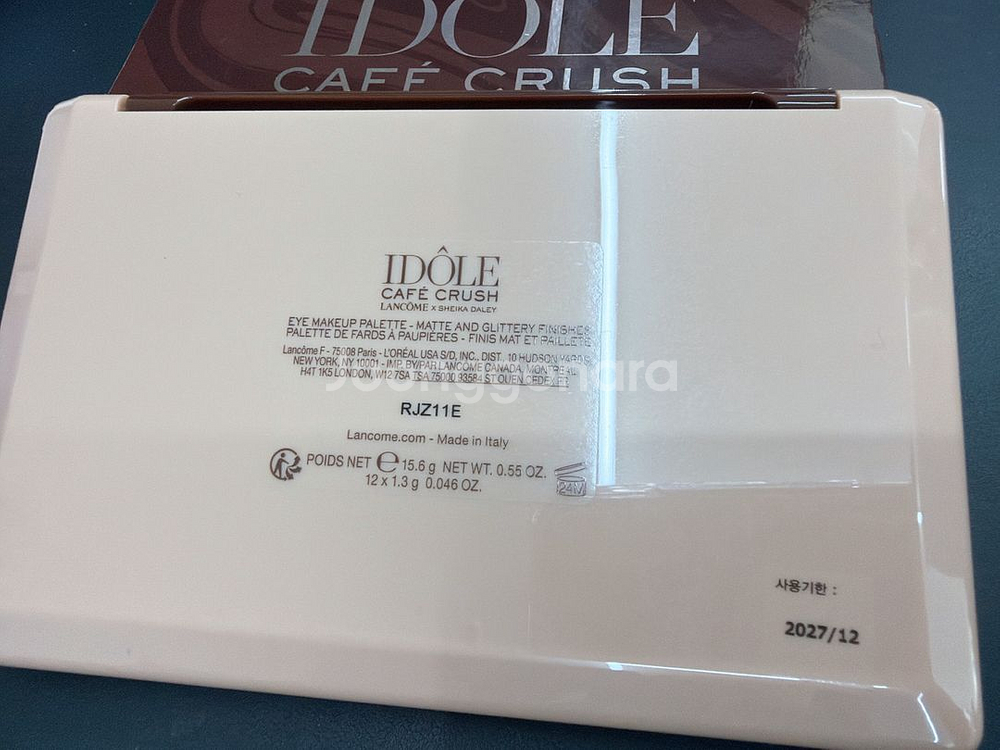 IDÔLE
CAFÉ CRUSH
IDÔLE
CAFÉ CRUSH
LANCÔME x SHEIKA DALEY
EYE MAKEUP PALETTE - MATTE AND GLITTERY FINISHES
PALETTE DE FARDS À PAUPIÈRES - FINIS MAT ET PAILLETÉ
Lancôme F - 75008 Paris - L'ORÉAL USA S/D, INC., DIST. 10 HUDSON YARDS
NEW YORK, NY 10001 - IMP. BY/PAR LANCÔME CANADA, MONTRÉAL
H4T 1K5 LONDON, W12 7SA TSA 75000 93584 ST OUEN CEDEX FR
joonggonara
RJZ11E
Lancome.com - Made in Italy
POIDS NET e 15.6 g NET WT. 0.55 OZ.
12 x 1.3 g 0.046 OZ.
24M
사용기한 :
2027/12